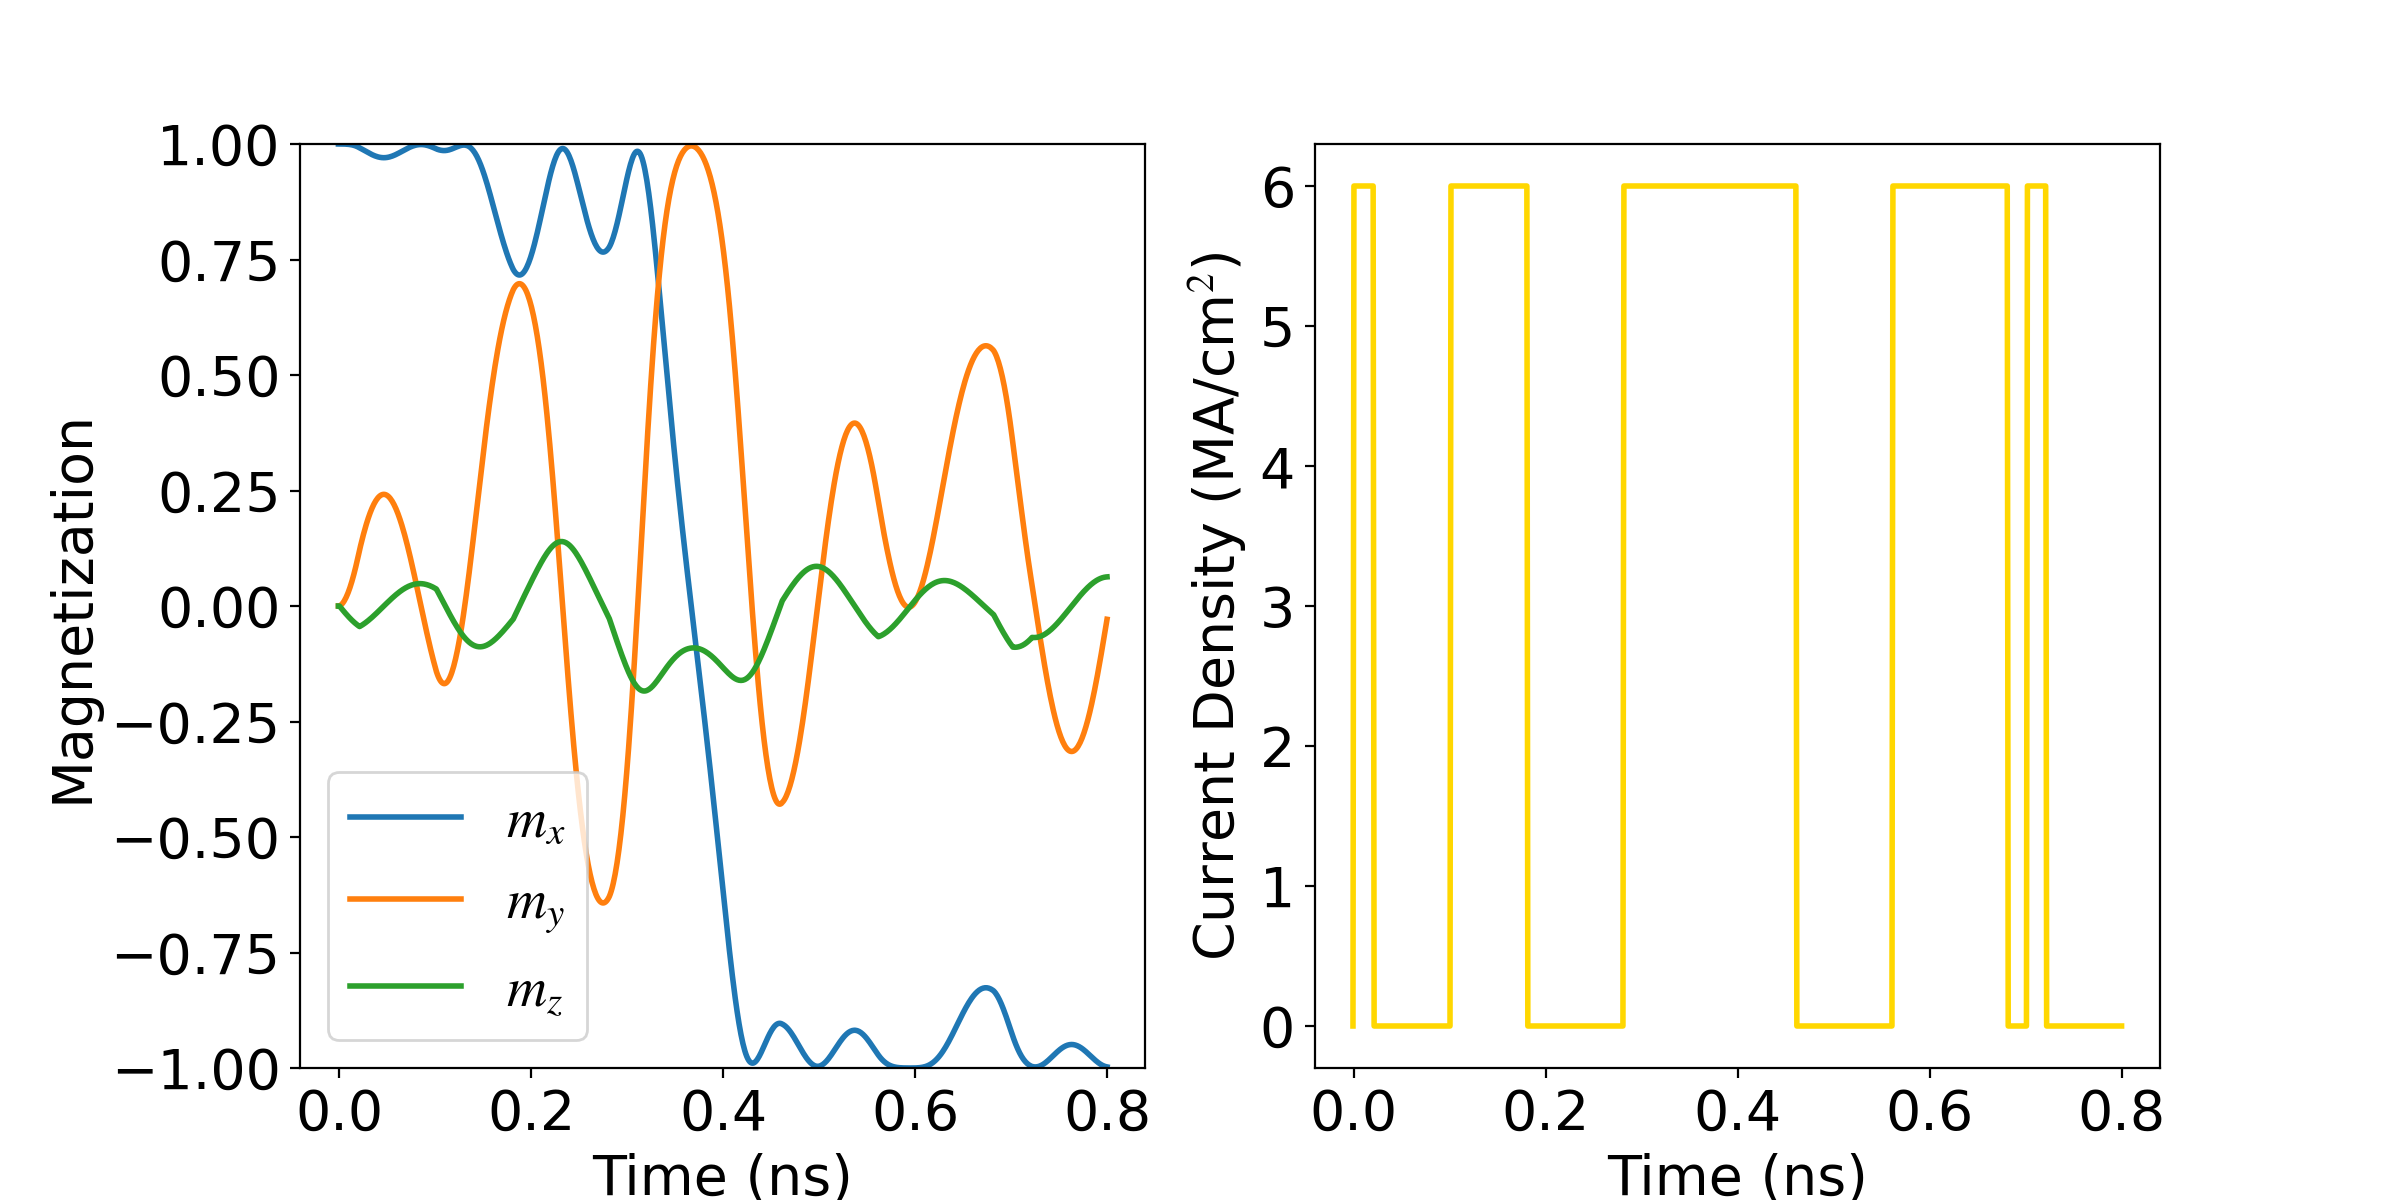 Magnetization
1.00
0.75
0.50
0.25
0.00
−0.25
−0.50
−0.75
−1.00
m_x
m_y
m_z
0.0 0.2 0.4 0.6 0.8
Time (ns)
Current Density (MA/cm²)
6
5
4
3
2
1
0
0.0 0.2 0.4 0.6 0.8
Time (ns)